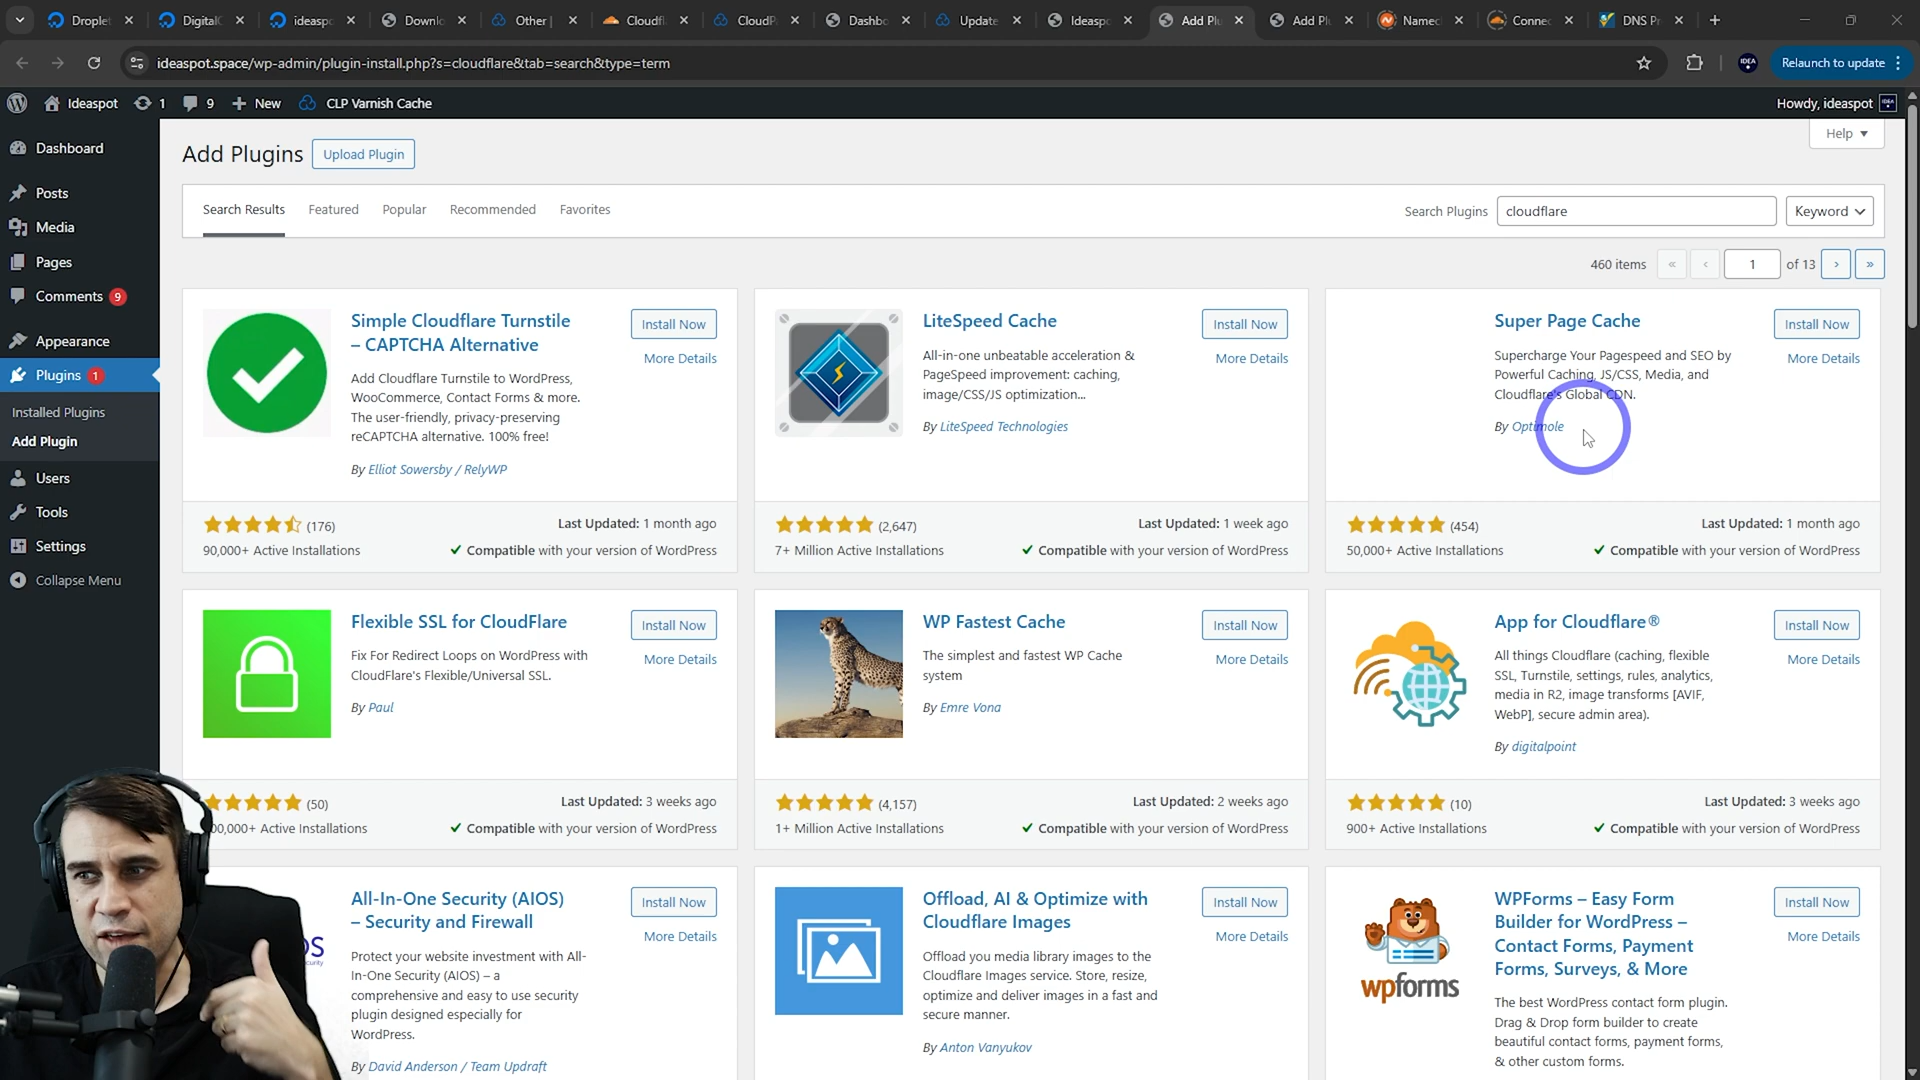 Droplet
DigitalO
ideaspo
Downlo
Other |
Cloudfl
CloudP
Dashbo
Update
Ideaspo
Add Plu
Add Plu
Namec
Connec
DNS Pr
ideaspot.space/wp-admin/plugin-install.php?s=cloudflare&tab=search&type=term
IDEA
Relaunch to update
Ideaspot
1
9
New
CLP Varnish Cache
Howdy, ideaspot
Dashboard
Posts
Media
Pages
Comments 9
Appearance
Plugins 1
Installed Plugins
Add Plugin
Users
Tools
Settings
Collapse Menu
Help
Add Plugins
Upload Plugin
Search Results
Featured
Popular
Recommended
Favorites
Search Plugins
cloudflare
Keyword
460 items
«
‹
1
of 13
›
»
Simple Cloudflare Turnstile
– CAPTCHA Alternative
Install Now
More Details
Add Cloudflare Turnstile to WordPress,
WooCommerce, Contact Forms & more.
The user-friendly, privacy-preserving
reCAPTCHA alternative. 100% free!
By Elliot Sowersby / RelyWP
(176)
90,000+ Active Installations
Last Updated: 1 month ago
Compatible with your version of WordPress
LiteSpeed Cache
Install Now
More Details
All-in-one unbeatable acceleration &
PageSpeed improvement: caching,
image/CSS/JS optimization...
By LiteSpeed Technologies
(2,647)
7+ Million Active Installations
Last Updated: 1 week ago
Compatible with your version of WordPress
Super Page Cache
Install Now
More Details
Supercharge Your Pagespeed and SEO by
Powerful Caching, JS/CSS, Media, and
Cloudflare's Global CDN.
By Optimole
(454)
50,000+ Active Installations
Last Updated: 1 month ago
Compatible with your version of WordPress
Flexible SSL for CloudFlare
Install Now
More Details
Fix For Redirect Loops on WordPress with
CloudFlare's Flexible/Universal SSL.
By Paul
(50)
00,000+ Active Installations
Last Updated: 3 weeks ago
Compatible with your version of WordPress
WP Fastest Cache
Install Now
More Details
The simplest and fastest WP Cache
system
By Emre Vona
(4,157)
1+ Million Active Installations
Last Updated: 2 weeks ago
Compatible with your version of WordPress
App for Cloudflare®
Install Now
More Details
All things Cloudflare (caching, flexible
SSL, Turnstile, settings, rules, analytics,
media in R2, image transforms [AVIF,
WebP], secure admin area).
By digitalpoint
(10)
900+ Active Installations
Last Updated: 3 weeks ago
Compatible with your version of WordPress
All-In-One Security (AIOS)
– Security and Firewall
Install Now
More Details
Protect your website investment with All-
In-One Security (AIOS) – a
comprehensive and easy to use security
plugin designed especially for
WordPress.
By David Anderson / Team Updraft
Offload, AI & Optimize with
Cloudflare Images
Install Now
More Details
Offload you media library images to the
Cloudflare Images service. Store, resize,
optimize and deliver images in a fast and
secure manner.
By Anton Vanyukov
wpforms
WPForms – Easy Form
Builder for WordPress –
Contact Forms, Payment
Forms, Surveys, & More
Install Now
More Details
The best WordPress contact form plugin.
Drag & Drop form builder to create
beautiful contact forms, payment forms,
& other custom forms.